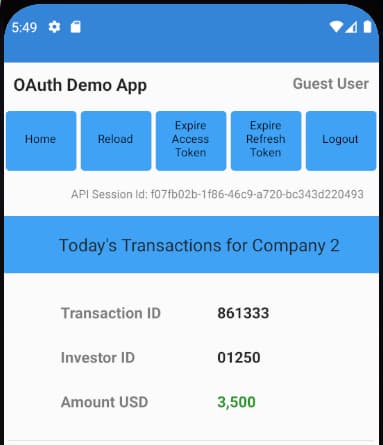 5:49
OAuth Demo App
Guest User
Home
Reload
Expire
Access
Token
Expire
Refresh
Token
Logout
API Session Id: f07fb02b-1f86-46c9-a720-bc343d220493
Today's Transactions for Company 2
Transaction ID 861333
Investor ID 01250
Amount USD 3,500